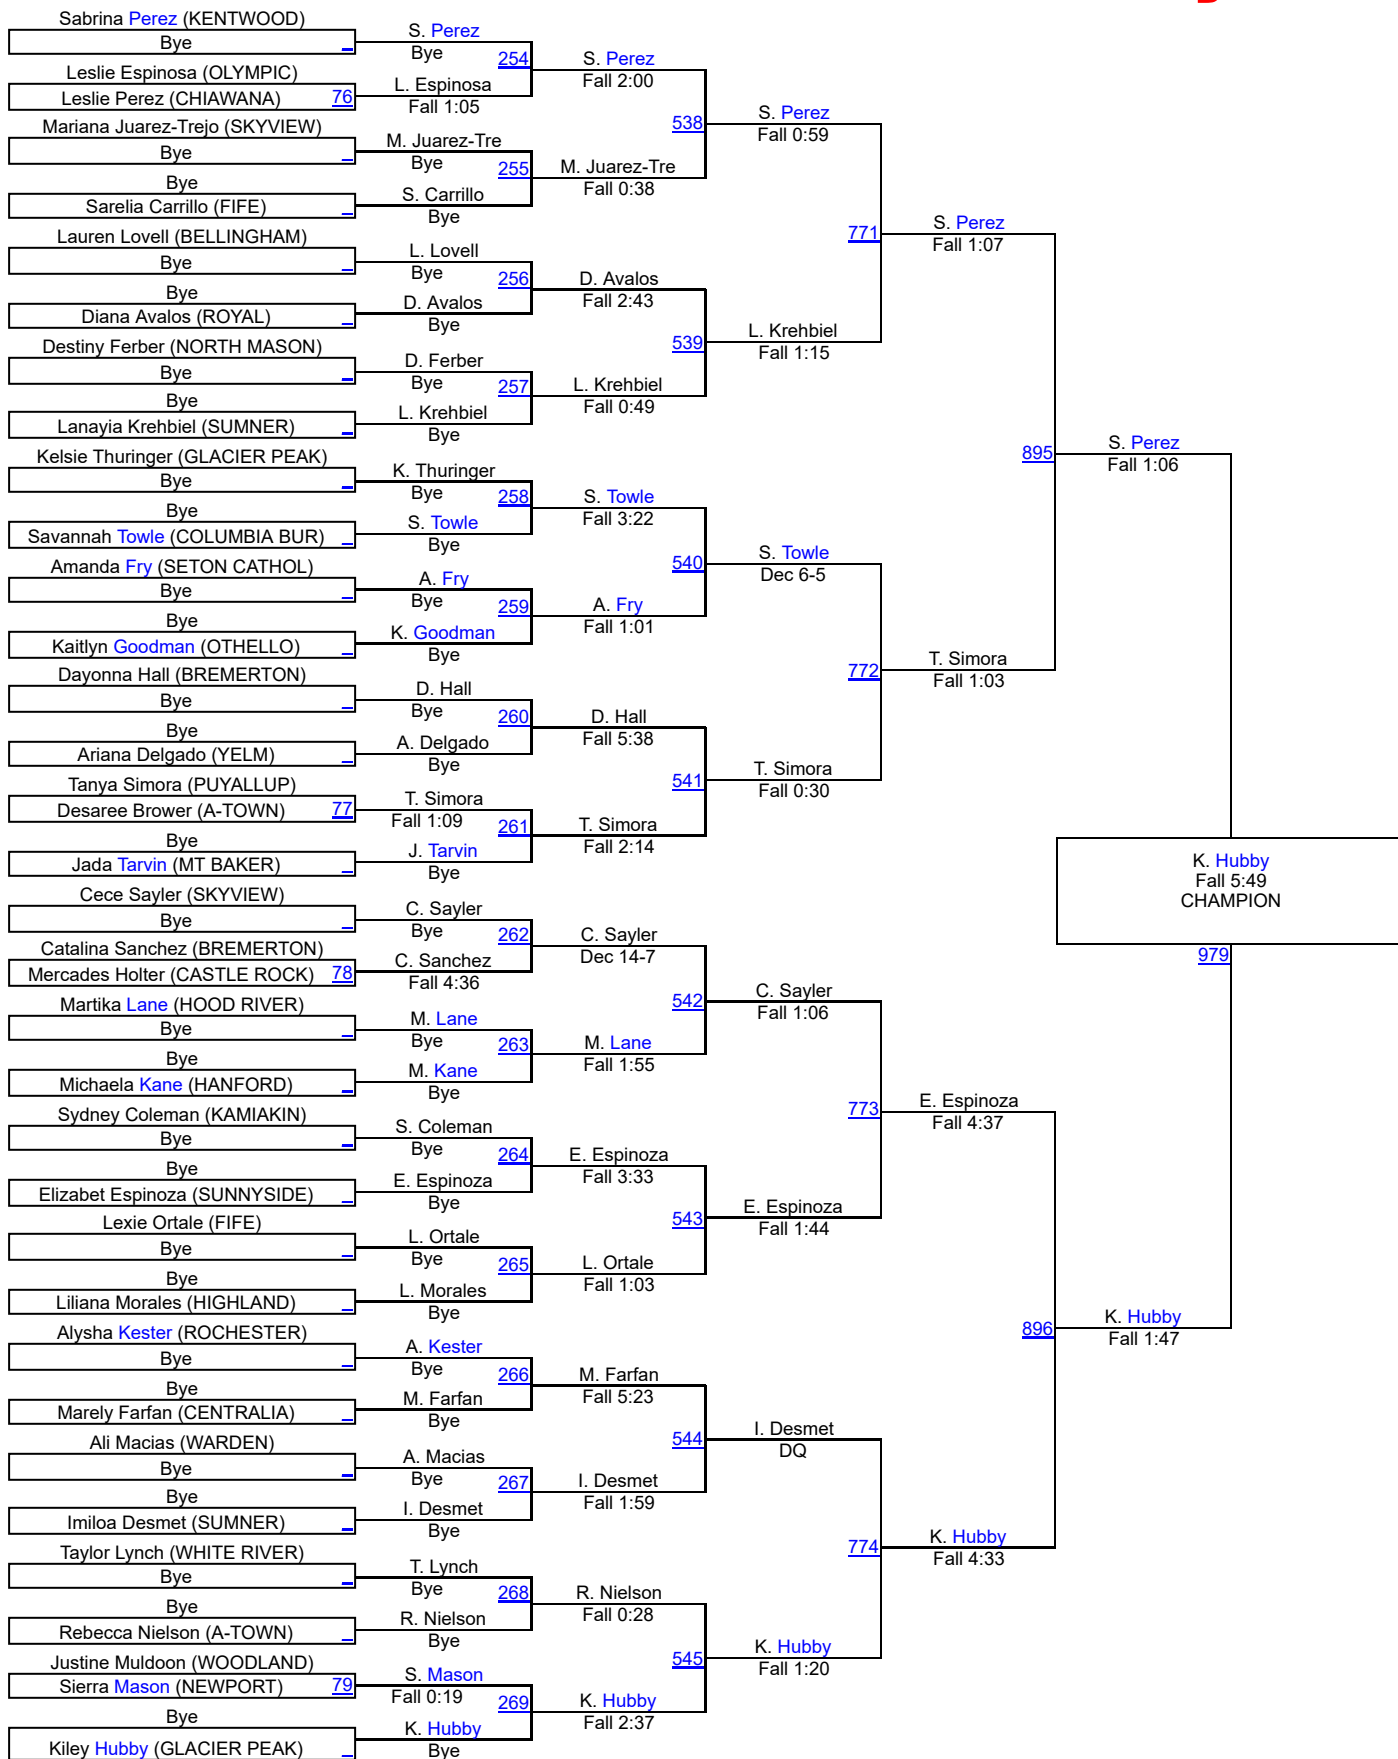 Sabrina Perez (KENTWOOD)
Bye
Leslie Espinosa (OLYMPIC)
Leslie Perez (CHIAWANA) 76
Mariana Juarez-Trejo (SKYVIEW)
Bye
Bye
Sarelia Carrillo (FIFE)
Lauren Lovell (BELLINGHAM)
Bye
Bye
Diana Avalos (ROYAL)
Destiny Ferber (NORTH MASON)
Bye
Bye
Lanayia Krehbiel (SUMNER)
Kelsie Thuringer (GLACIER PEAK)
Bye
Bye
Savannah Towle (COLUMBIA BUR)
Amanda Fry (SETON CATHOL)
Bye
Bye
Kaitlyn Goodman (OTHELLO)
Dayonna Hall (BREMERTON)
Bye
Bye
Ariana Delgado (YELM)
Tanya Simora (PUYALLUP)
Desaree Brower (A-TOWN) 77
Bye
Jada Tarvin (MT BAKER)
Cece Sayler (SKYVIEW)
Bye
Catalina Sanchez (BREMERTON)
Mercades Holter (CASTLE ROCK) 78
Martika Lane (HOOD RIVER)
Bye
Bye
Michaela Kane (HANFORD)
Sydney Coleman (KAMIAKIN)
Bye
Bye
Elizabet Espinoza (SUNNYSIDE)
Lexie Ortale (FIFE)
Bye
Bye
Liliana Morales (HIGHLAND)
Alysha Kester (ROCHESTER)
Bye
Bye
Marely Farfan (CENTRALIA)
Ali Macias (WARDEN)
Bye
Bye
Imiloa Desmet (SUMNER)
Taylor Lynch (WHITE RIVER)
Bye
Bye
Rebecca Nielson (A-TOWN)
Justine Muldoon (WOODLAND)
Sierra Mason (NEWPORT) 79
Bye
Kiley Hubby (GLACIER PEAK)
S. Perez
Bye
254
L. Espinosa
Fall 1:05
M. Juarez-Tre
Bye
255
S. Carrillo
Bye
L. Lovell
Bye
256
D. Avalos
Bye
D. Ferber
Bye
257
L. Krehbiel
Bye
K. Thuringer
Bye
258
S. Towle
Bye
A. Fry
Bye
259
K. Goodman
Bye
D. Hall
Bye
260
A. Delgado
Bye
T. Simora
Fall 1:09
261
J. Tarvin
Bye
C. Sayler
Bye
262
C. Sanchez
Fall 4:36
M. Lane
Bye
263
M. Kane
Bye
S. Coleman
Bye
264
E. Espinoza
Bye
L. Ortale
Bye
265
L. Morales
Bye
A. Kester
Bye
266
M. Farfan
Bye
A. Macias
Bye
267
I. Desmet
Bye
T. Lynch
Bye
268
R. Nielson
Bye
S. Mason
Fall 0:19
269
K. Hubby
Bye
S. Perez
Fall 2:00
538
M. Juarez-Tre
Fall 0:38
D. Avalos
Fall 2:43
539
L. Krehbiel
Fall 0:49
S. Towle
Fall 3:22
540
A. Fry
Fall 1:01
D. Hall
Fall 5:38
541
T. Simora
Fall 2:14
C. Sayler
Dec 14-7
542
M. Lane
Fall 1:55
E. Espinoza
Fall 3:33
543
L. Ortale
Fall 1:03
M. Farfan
Fall 5:23
544
I. Desmet
Fall 1:59
R. Nielson
Fall 0:28
545
K. Hubby
Fall 2:37
S. Perez
Fall 0:59
771
L. Krehbiel
Fall 1:15
S. Towle
Dec 6-5
772
T. Simora
Fall 0:30
C. Sayler
Fall 1:06
773
E. Espinoza
Fall 1:44
I. Desmet
DQ
774
K. Hubby
Fall 1:20
S. Perez
Fall 1:07
895
T. Simora
Fall 1:03
E. Espinoza
Fall 4:37
896
K. Hubby
Fall 4:33
S. Perez
Fall 1:06
K. Hubby
Fall 5:49
CHAMPION
979
K. Hubby
Fall 1:47